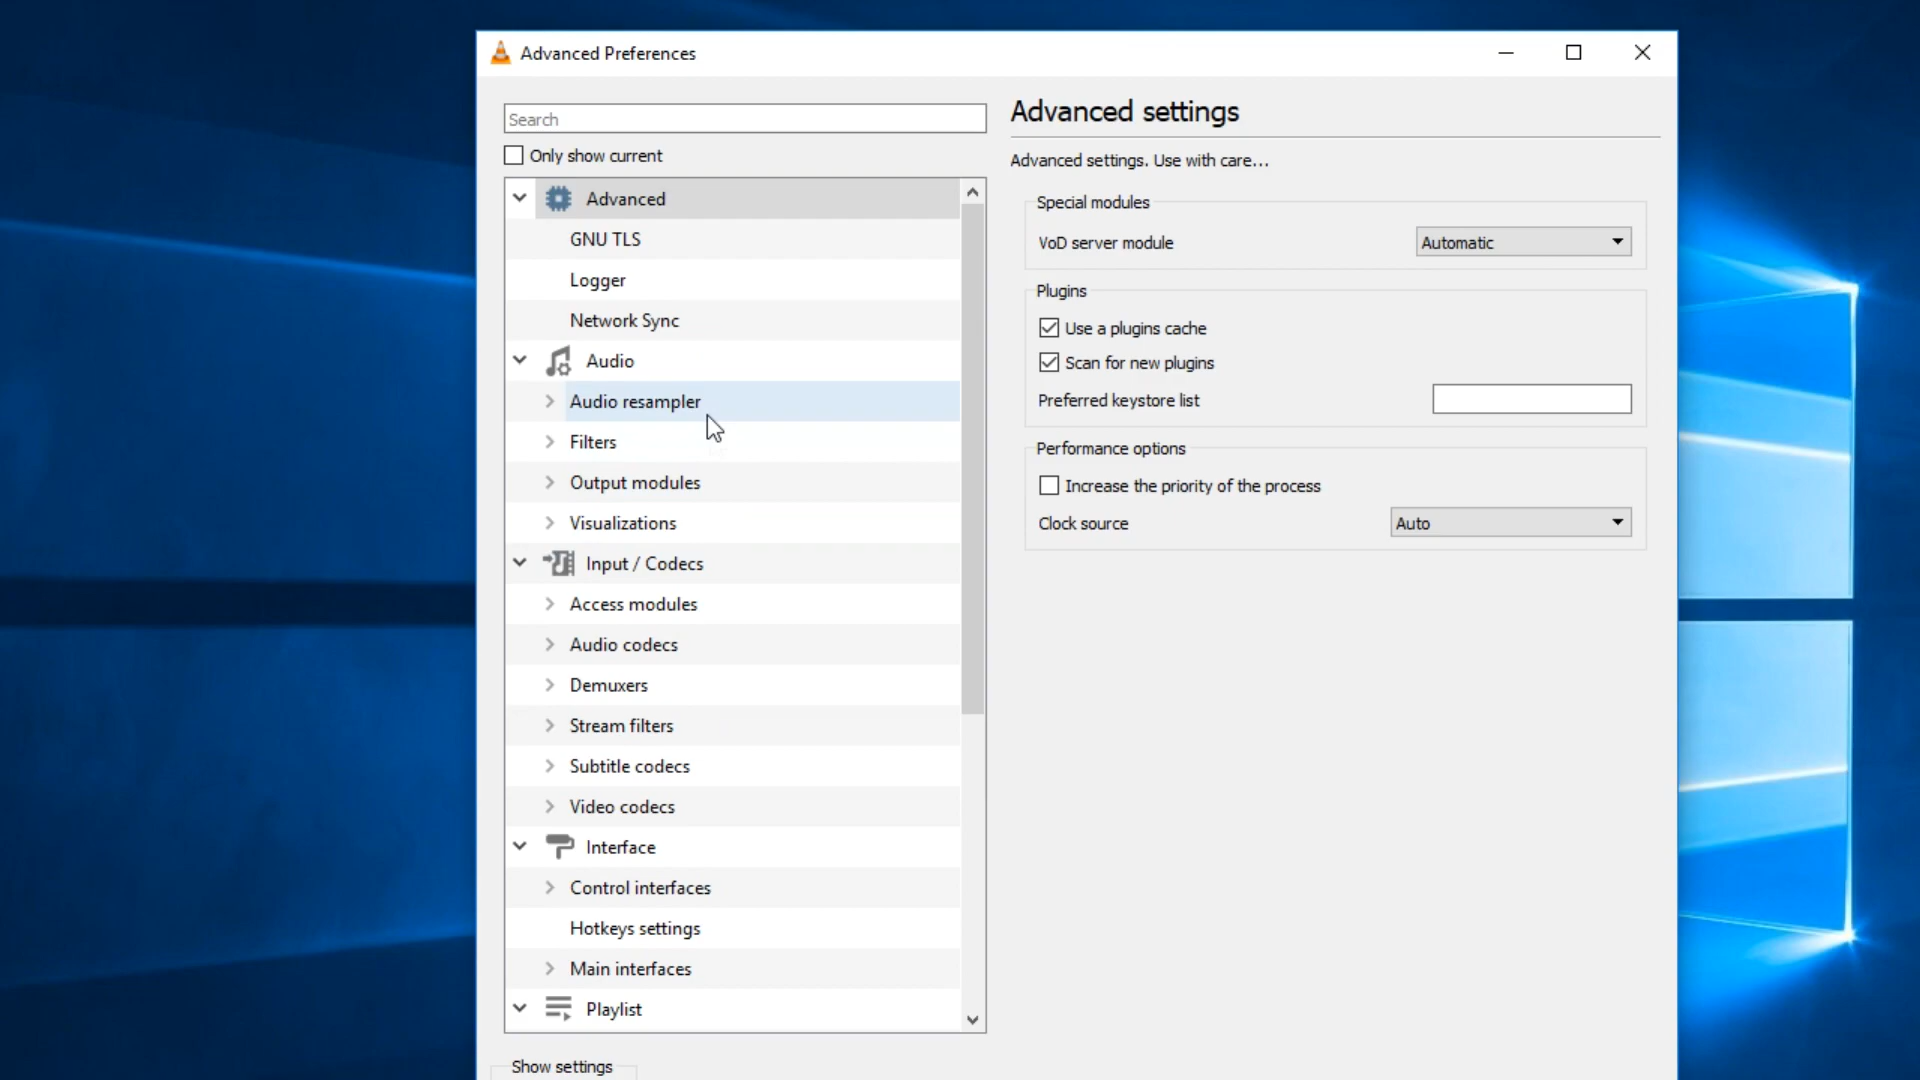 Advanced Preferences
Search
Only show current
Advanced
GNU TLS
Logger
Network Sync
Audio
Audio resampler
Filters
Output modules
Visualizations
Input / Codecs
Access modules
Audio codecs
Demuxers
Stream filters
Subtitle codecs
Video codecs
Interface
Control interfaces
Hotkeys settings
Main interfaces
Playlist
Show settings
Advanced settings
Advanced settings. Use with care...
Special modules
VoD server module Automatic
Plugins
Use a plugins cache
Scan for new plugins
Preferred keystore list
Performance options
Increase the priority of the process
Clock source Auto